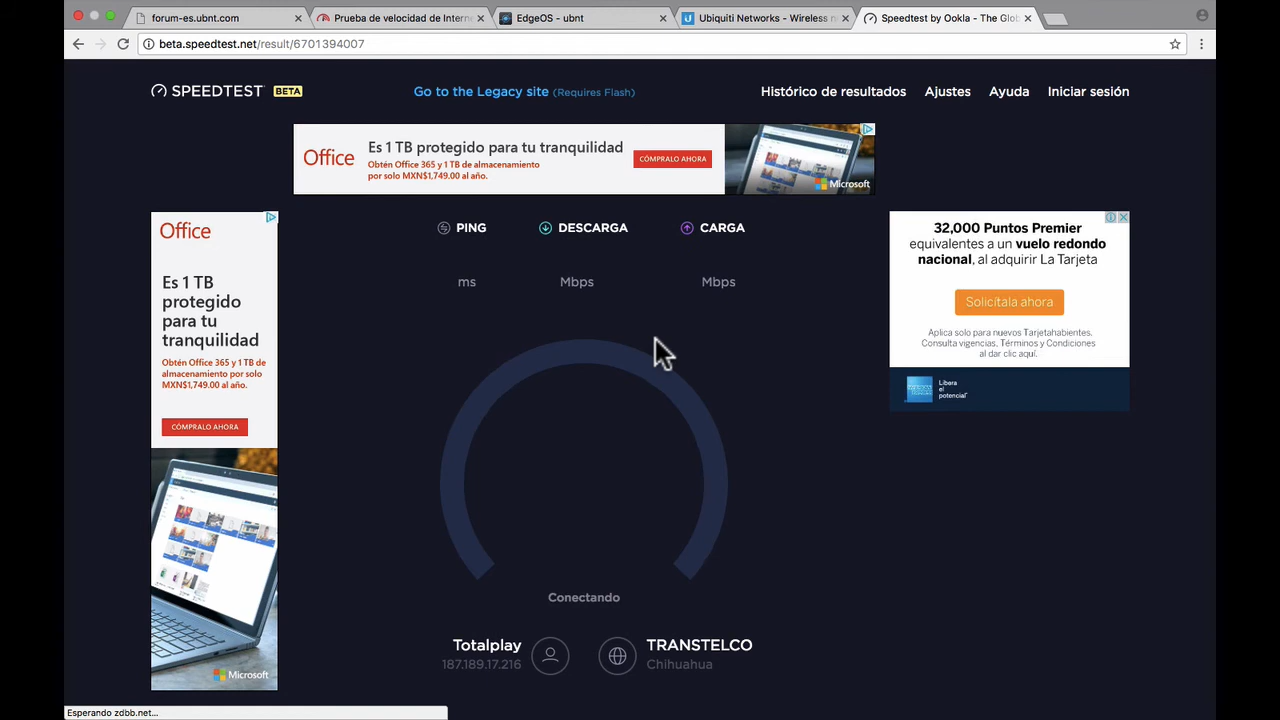 forum-es.ubnt.com
Prueba de velocidad de Interne
EdgeOS - ubnt
Ubiquiti Networks - Wireless n
Speedtest by Ookla - The Glob
beta.speedtest.net/result/6701394007
SPEEDTEST BETA
Go to the Legacy site (Requires Flash)
Histórico de resultados
Ajustes
Ayuda
Iniciar sesión
Office
Es 1 TB protegido para tu tranquilidad
Obtén Office 365 y 1 TB de almacenamiento
por solo MXN$1,749.00 al año.
CÓMPRALO AHORA
Microsoft
Office
Es 1 TB
protegido
para tu
tranquilidad
Obtén Office 365 y 1 TB de
almacenamiento por solo
MXN$1,749.00 al año.
CÓMPRALO AHORA
Microsoft
PING
DESCARGA
CARGA
ms
Mbps
Mbps
Conectando
Totalplay
187.189.17.216
TRANSTELCO
Chihuahua
32,000 Puntos Premier
equivalentes a un vuelo redondo
nacional, al adquirir La Tarjeta
Solicítala ahora
Aplica solo para nuevos Tarjetahabientes.
Consulta vigencias, Términos y Condiciones
al dar clic aquí.
Libera
el
potencial
Esperando zdbb.net...